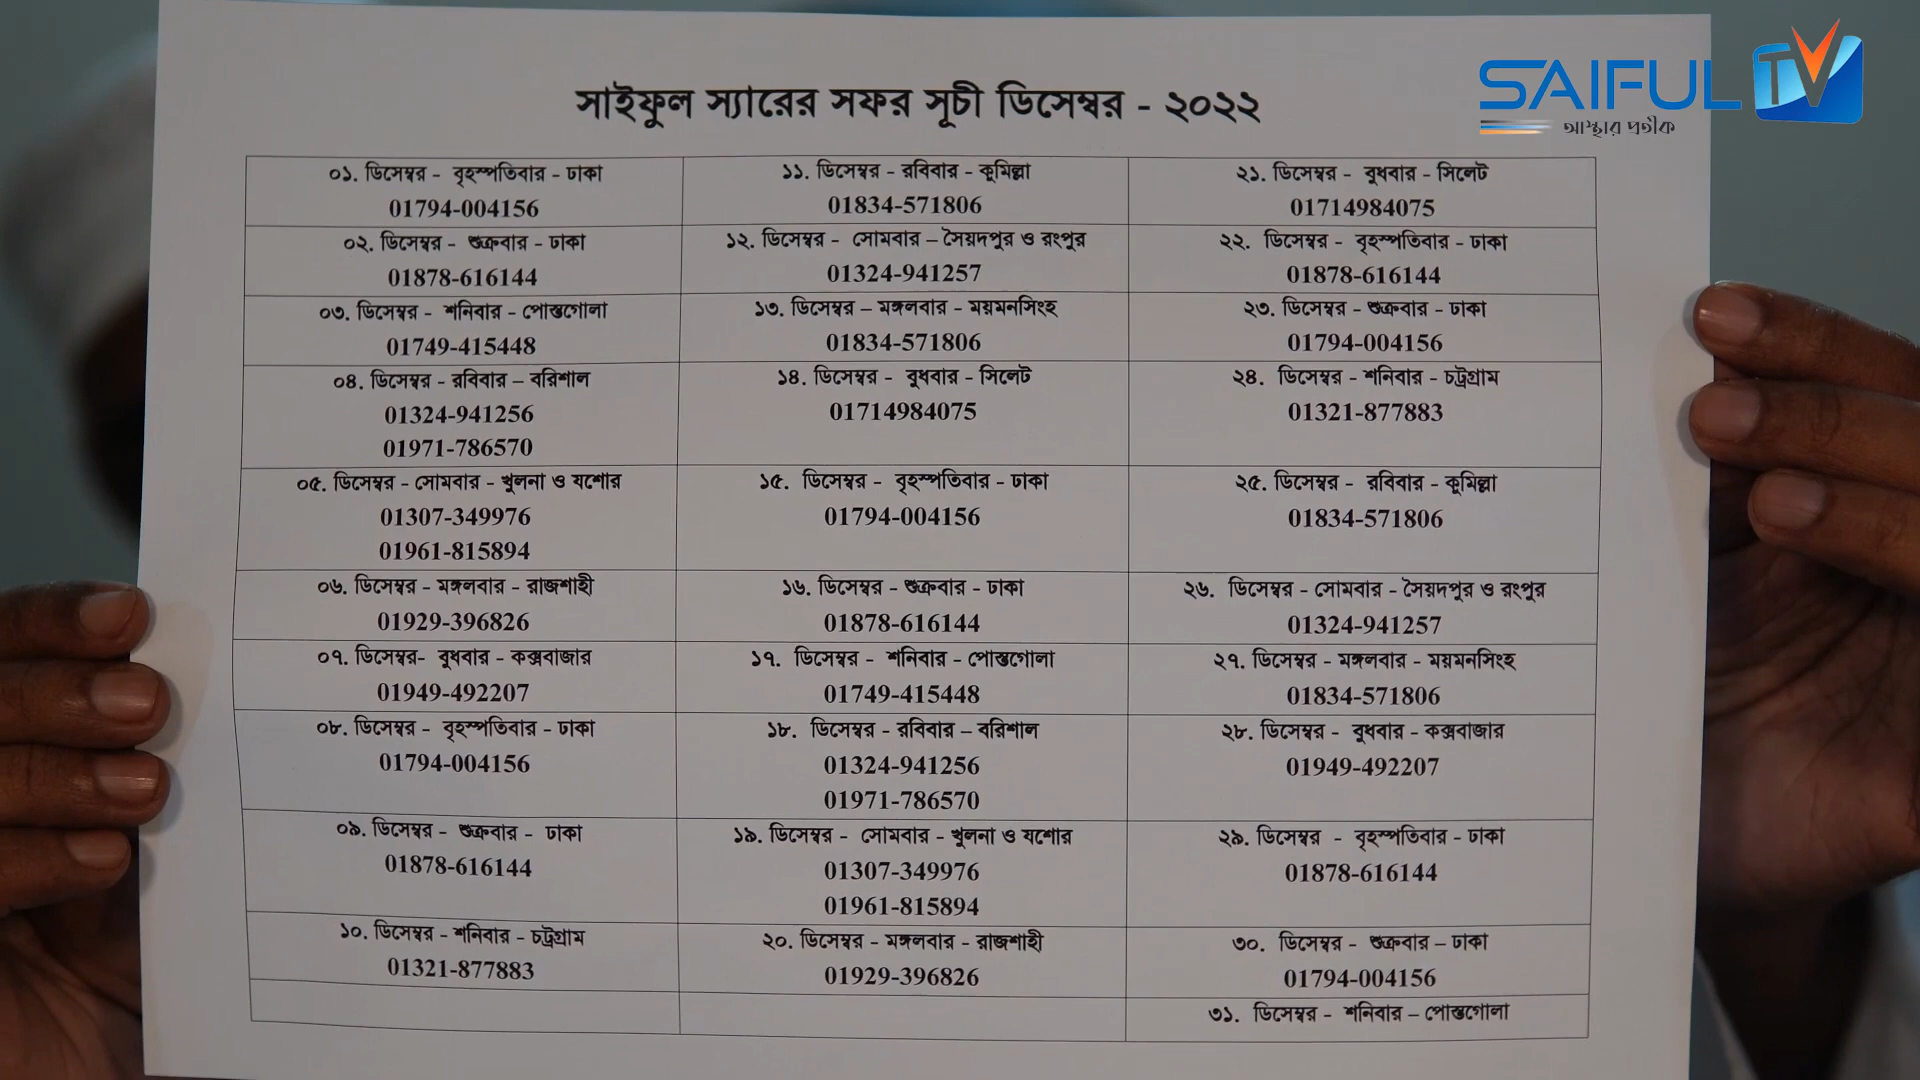 সাইফুল স্যারের সফর সূচী ডিসেম্বর - ২০২২
SAIFUL TV
আস্থার প্রতীক
০১. ডিসেম্বর - বৃহস্পতিবার - ঢাকা
01794-004156
০২. ডিসেম্বর - শুক্রবার - ঢাকা
01878-616144
০৩. ডিসেম্বর - শনিবার - পোস্তগোলা
01749-415448
০৪. ডিসেম্বর - রবিবার – বরিশাল
01324-941256
01971-786570
০৫. ডিসেম্বর - সোমবার - খুলনা ও যশোর
01307-349976
01961-815894
০৬. ডিসেম্বর - মঙ্গলবার - রাজশাহী
01929-396826
০৭. ডিসেম্বর- বুধবার - কক্সবাজার
01949-492207
০৮. ডিসেম্বর - বৃহস্পতিবার - ঢাকা
01794-004156
০৯. ডিসেম্বর - শুক্রবার - ঢাকা
01878-616144
১০. ডিসেম্বর - শনিবার - চট্টগ্রাম
01321-877883
১১. ডিসেম্বর - রবিবার - কুমিল্লা
01834-571806
১২. ডিসেম্বর - সোমবার – সৈয়দপুর ও রংপুর
01324-941257
১৩. ডিসেম্বর – মঙ্গলবার - ময়মনসিংহ
01834-571806
১৪. ডিসেম্বর - বুধবার - সিলেট
01714984075
১৫. ডিসেম্বর - বৃহস্পতিবার - ঢাকা
01794-004156
১৬. ডিসেম্বর - শুক্রবার - ঢাকা
01878-616144
১৭. ডিসেম্বর - শনিবার - পোস্তগোলা
01749-415448
১৮. ডিসেম্বর - রবিবার – বরিশাল
01324-941256
01971-786570
১৯. ডিসেম্বর - সোমবার - খুলনা ও যশোর
01307-349976
01961-815894
২০. ডিসেম্বর - মঙ্গলবার - রাজশাহী
01929-396826
২১. ডিসেম্বর - বুধবার - সিলেট
01714984075
২২. ডিসেম্বর - বৃহস্পতিবার - ঢাকা
01878-616144
২৩. ডিসেম্বর - শুক্রবার - ঢাকা
01794-004156
২৪. ডিসেম্বর - শনিবার - চট্টগ্রাম
01321-877883
২৫. ডিসেম্বর - রবিবার - কুমিল্লা
01834-571806
২৬. ডিসেম্বর - সোমবার - সৈয়দপুর ও রংপুর
01324-941257
২৭. ডিসেম্বর - মঙ্গলবার - ময়মনসিংহ
01834-571806
২৮. ডিসেম্বর - বুধবার - কক্সবাজার
01949-492207
২৯. ডিসেম্বর - বৃহস্পতিবার - ঢাকা
01878-616144
৩০. ডিসেম্বর - শুক্রবার – ঢাকা
01794-004156
৩১. ডিসেম্বর - শনিবার – পোস্তগোলা